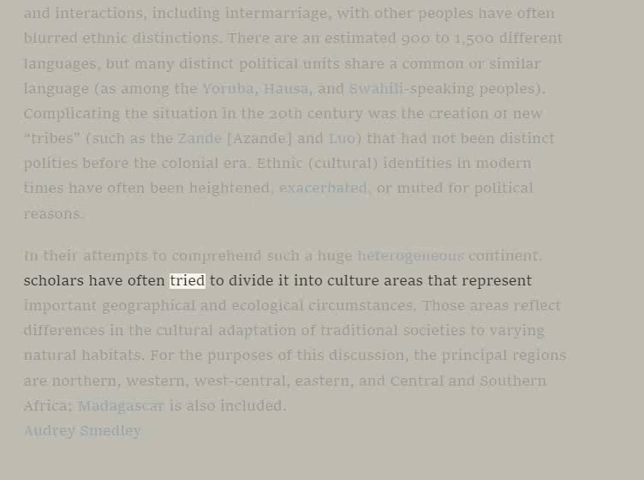 and interactions, including intermarriage, with other peoples have often
blurred ethnic distinctions. There are an estimated 900 to 1,500 different
languages, but many distinct political units share a common or similar
language (as among the Yoruba, Hausa, and Swahili-speaking peoples).
Complicating the situation in the 20th century was the creation of new
“tribes” (such as the Zande [Azande] and Luo) that had not been distinct
polities before the colonial era. Ethnic (cultural) identities in modern
times have often been heightened, exacerbated, or muted for political
reasons.
In their attempts to comprehend such a huge heterogeneous continent,
scholars have often tried to divide it into culture areas that represent
important geographical and ecological circumstances. Those areas reflect
differences in the cultural adaptation of traditional societies to varying
natural habitats. For the purposes of this discussion, the principal regions
are northern, western, west-central, eastern, and Central and Southern
Africa; Madagascar is also included.
Audrey Smedley